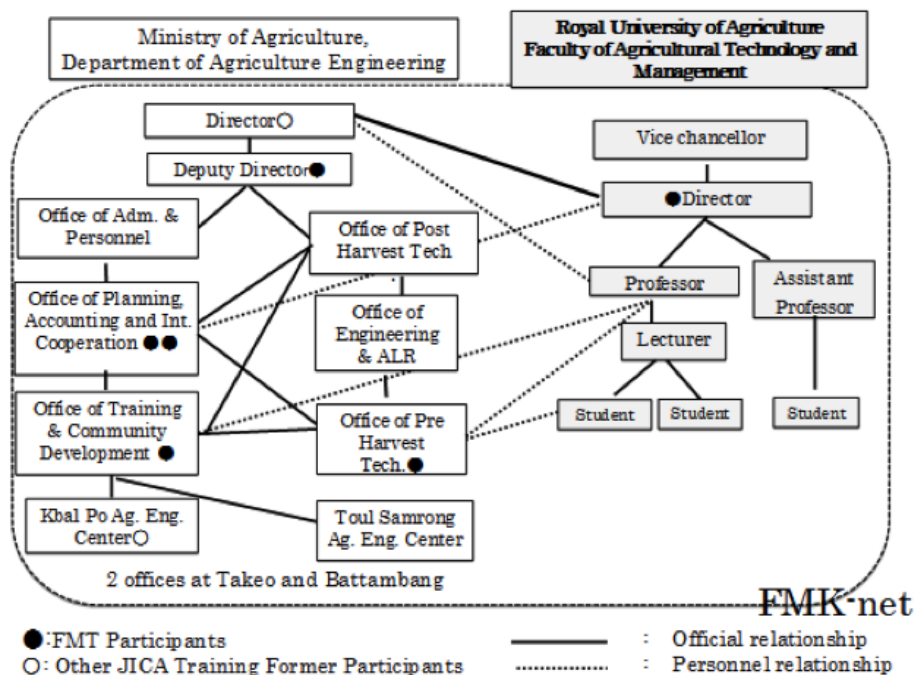 Ministry of Agriculture,
Department of Agriculture Engineering
Royal University of Agriculture
Faculty of Agricultural Technology and
Management
Director○
Deputy Director●
Office of Adm. &
Personnel
Office of Post
Harvest Tech
Office of Planning,
Accounting and Int.
Cooperation ●●
Office of
Engineering
& ALR
Office of Training
& Community
Development ●
Office of Pre
Harvest
Tech.●
Kbal Po Ag. Eng.
Center○
Toul Samrong
Ag. Eng. Center
2 offices at Takeo and Battambang
Vice chancellor
●Director
Professor
Assistant
Professor
Lecturer
Student
Student
Student
FMK-net
●:FMT Participants
○: Other JICA Training Former Participants
: Official relationship
: Personnel relationship